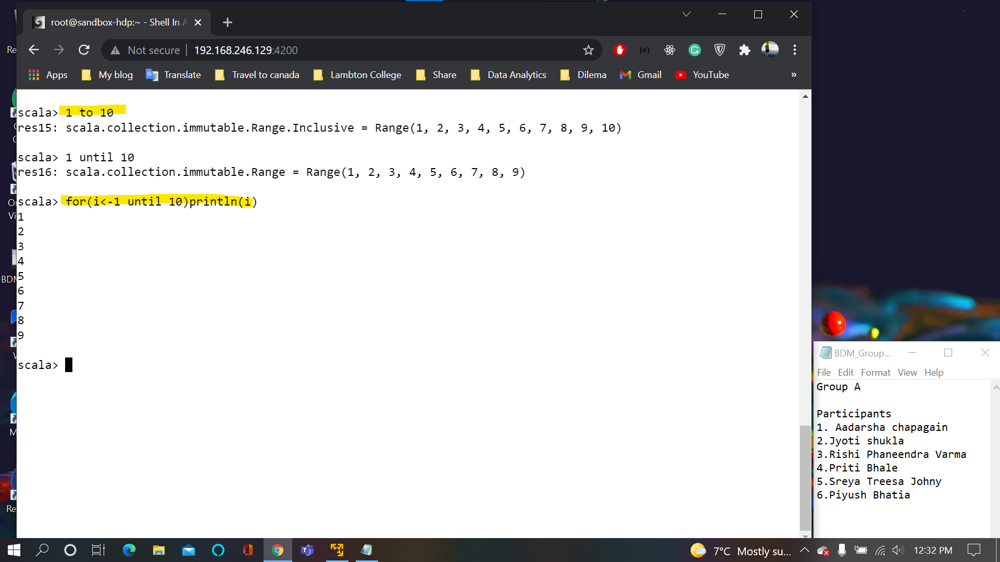 root@sandbox-hdp:~ - Shell In A
Not secure
192.168.246.129:4200
Apps
My blog
Translate
Travel to canada
Lambton College
Share
Data Analytics
Dilema
Gmail
YouTube
»
scala> 1 to 10
res15: scala.collection.immutable.Range.Inclusive = Range(1, 2, 3, 4, 5, 6, 7, 8, 9, 10)
scala> 1 until 10
res16: scala.collection.immutable.Range = Range(1, 2, 3, 4, 5, 6, 7, 8, 9)
scala> for(i<-1 until 10)println(i)
1
2
3
4
5
6
7
8
9
scala>
BDM_Group...
File Edit Format View Help
Group A
Participants
1. Aadarsha chapagain
2.Jyoti shukla
3.Rishi Phaneendra Varma
4.Priti Bhale
5.Sreya Treesa Johny
6.Piyush Bhatia
7°C Mostly su...
12:32 PM